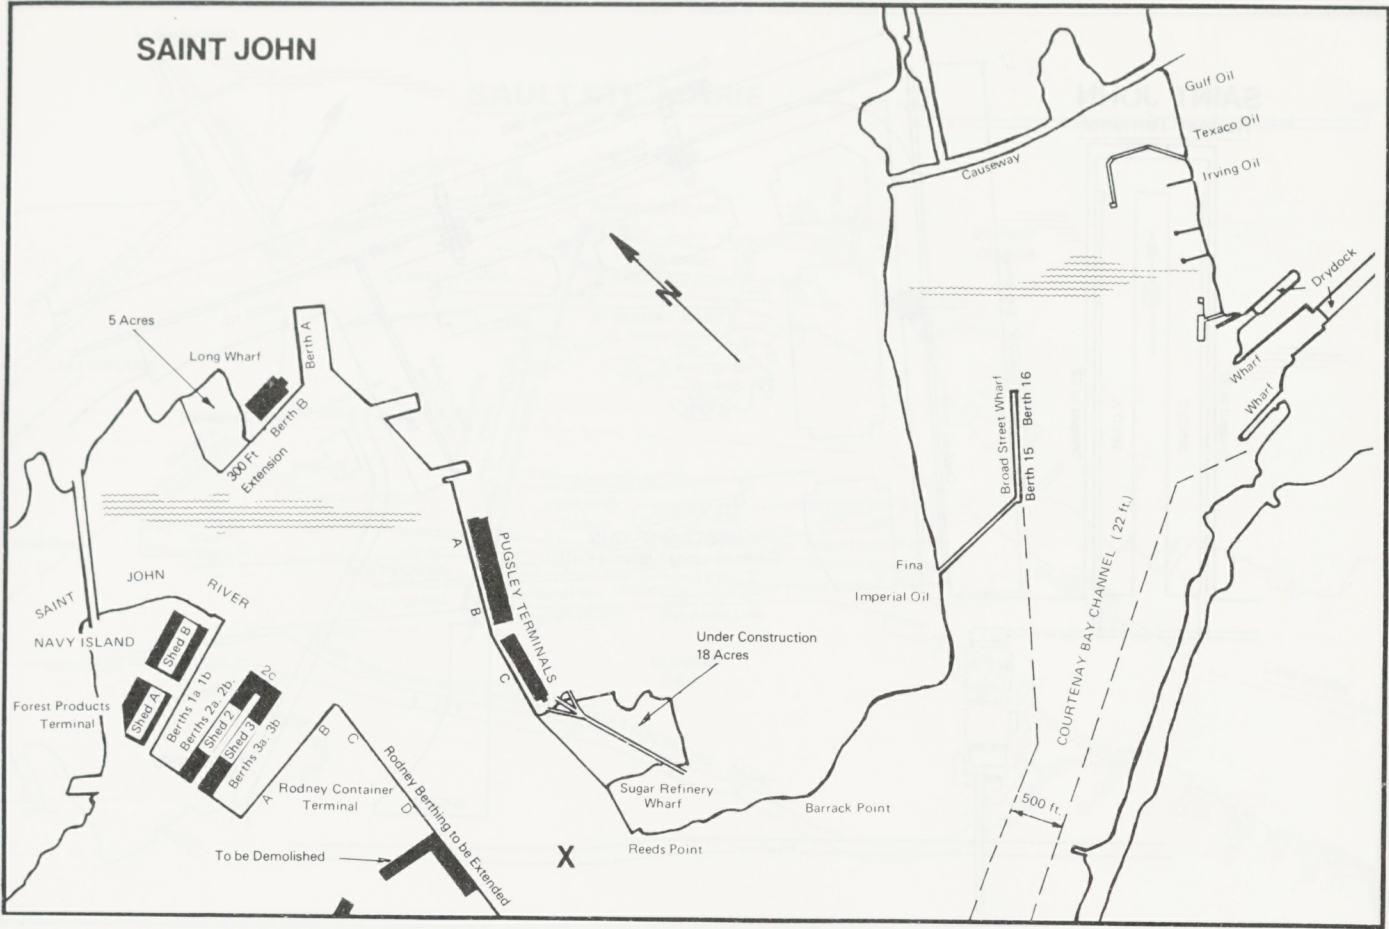 SAINT JOHN
Gulf Oil
Texaco Oil
Irving Oil
Causeway
Drydock
N
5 Acres
Long Wharf
Berth A
Berth B
300 Ft
Extension
Wharf
Wharf
Broad Street Wharf
Berth 15 Berth 16
COURTENAY BAY CHANNEL (22 ft.)
A
B
C
PUGSLEY TERMINALS
Fina
Imperial Oil
SAINT JOHN RIVER
NAVY ISLAND
Shed B
Shed A
Forest Products
Terminal
Berths 1a 1b
Berths 2a. 2b. 2c
Shed 2
Shed 3
Berths 3a. 3b
Under Construction
18 Acres
A
B
C
D
Rodney Container
Terminal
Rodney Berthing to be Extended
To be Demolished
X
Sugar Refinery
Wharf
Reeds Point
Barrack Point
500 ft.